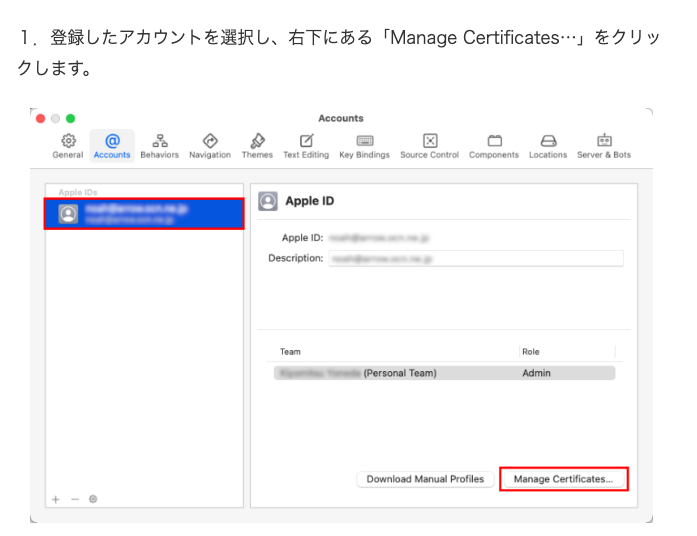 1．登録したアカウントを選択し、右下にある「Manage Certificates…」をクリッ
クします。
Accounts
General Accounts Behaviors Navigation Themes Text Editing Key Bindings Source Control Components Locations Server & Bots
Apple IDs
Apple ID
Apple ID:
Description:
Team Role
(Personal Team) Admin
Download Manual Profiles Manage Certificates...